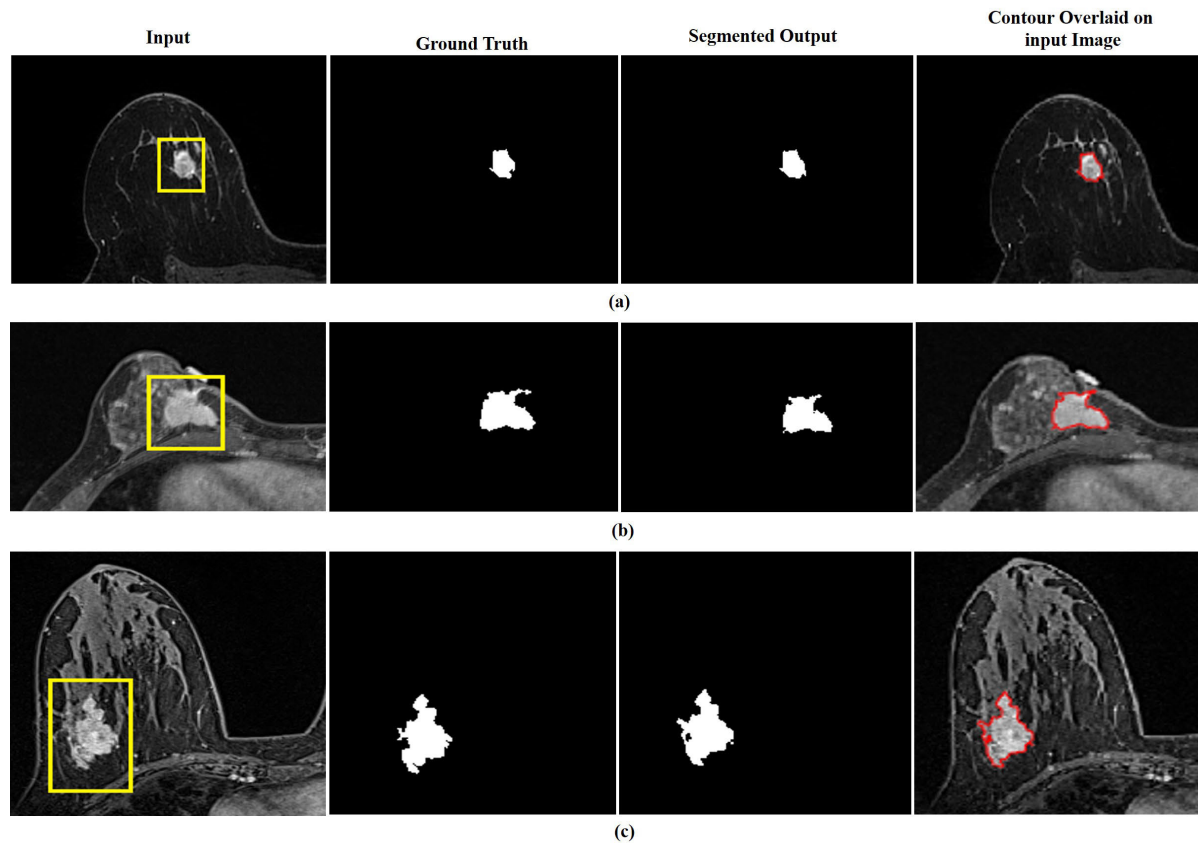 Input
Ground Truth
Segmented Output
Contour Overlaid on
input Image
(a)
(b)
(c)